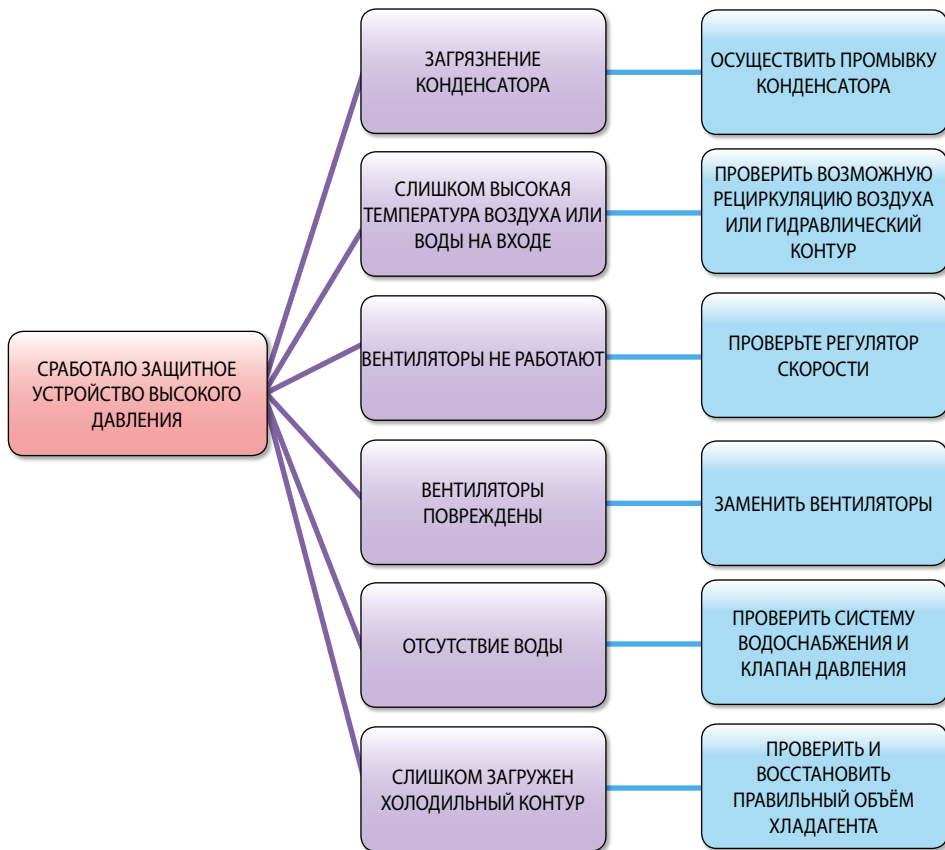 СРАБОТАЛО ЗАЩИТНОЕ
УСТРОЙСТВО ВЫСОКОГО
ДАВЛЕНИЯ
ЗАГРЯЗНЕНИЕ
КОНДЕНСАТОРА
ОСУЩЕСТВИТЬ ПРОМЫВКУ
КОНДЕНСАТОРА
СЛИШКОМ ВЫСОКАЯ
ТЕМПЕРАТУРА ВОЗДУХА ИЛИ
ВОДЫ НА ВХОДЕ
ПРОВЕРИТЬ ВОЗМОЖНУЮ
РЕЦИРКУЛЯЦИЮ ВОЗДУХА
ИЛИ ГИДРАВЛИЧЕСКИЙ
КОНТУР
ВЕНТИЛЯТОРЫ НЕ РАБОТАЮТ
ПРОВЕРЬТЕ РЕГУЛЯТОР
СКОРОСТИ
ВЕНТИЛЯТОРЫ
ПОВРЕЖДЕНЫ
ЗАМЕНИТЬ ВЕНТИЛЯТОРЫ
ОТСУТСТВИЕ ВОДЫ
ПРОВЕРИТЬ СИСТЕМУ
ВОДОСНАБЖЕНИЯ И
КЛАПАН ДАВЛЕНИЯ
СЛИШКОМ ЗАГРУЖЕН
ХОЛОДИЛЬНЫЙ КОНТУР
ПРОВЕРИТЬ И
ВОССТАНОВИТЬ
ПРАВИЛЬНЫЙ ОБЪЁМ
ХЛАДАГЕНТА